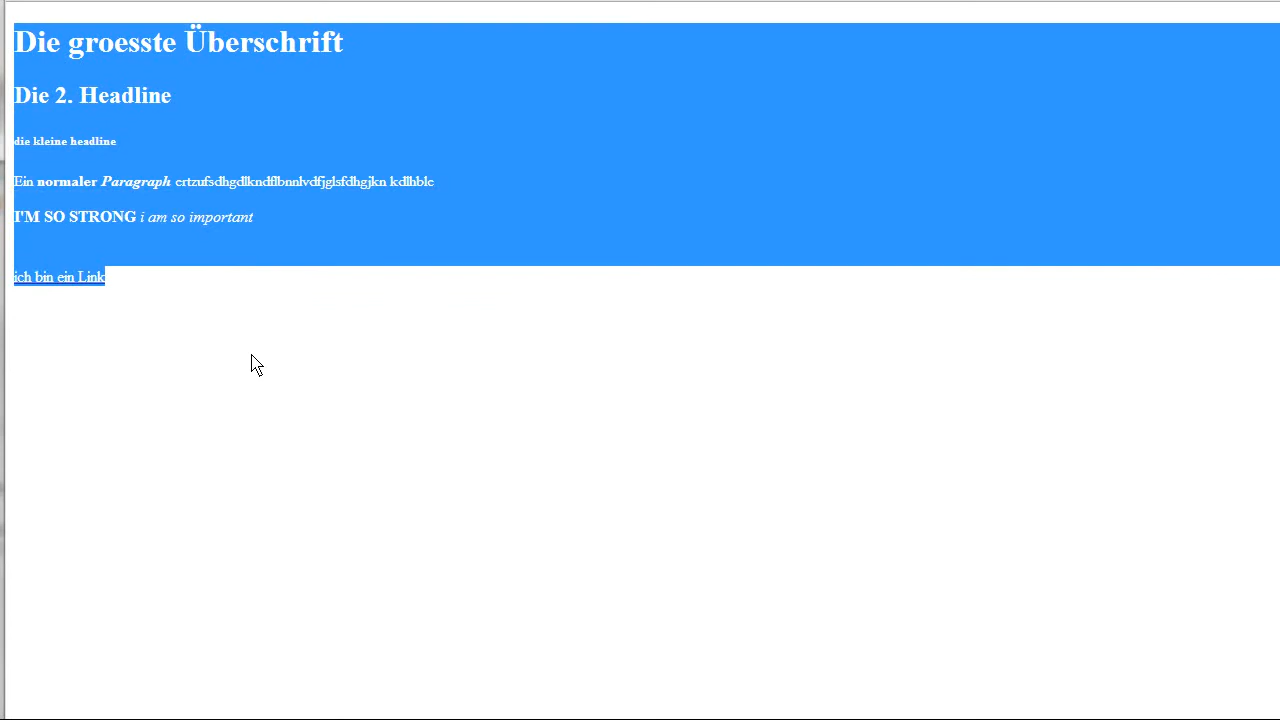 Die groesste Überschrift
Die 2. Headline
die kleine headline
Ein normaler Paragraph ertzufsdhgdlkndflbnnlvdfjglsfdhgjkn kdlhble
I'M SO STRONG i am so important
ich bin ein Link